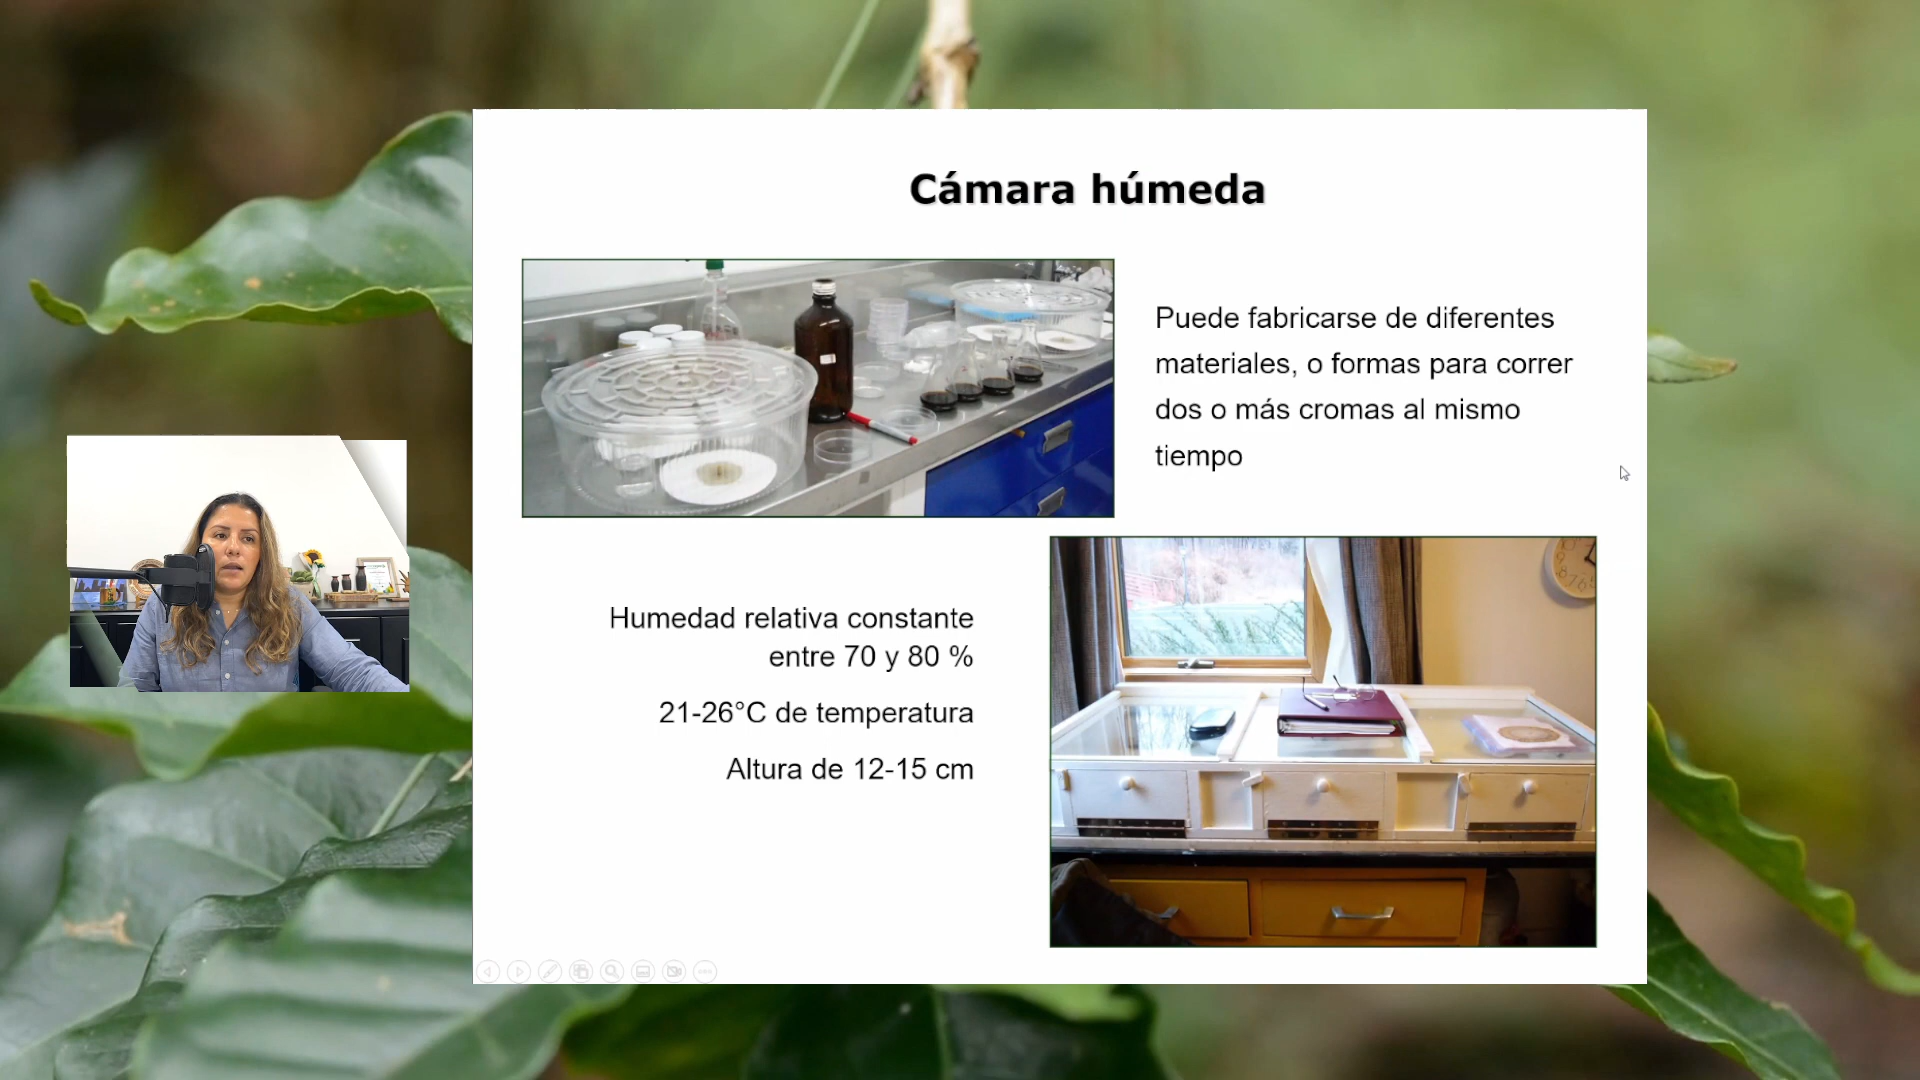 Cámara húmeda
Puede fabricarse de diferentes
materiales, o formas para correr
dos o más cromas al mismo
tiempo
Humedad relativa constante
entre 70 y 80 %
21-26°C de temperatura
Altura de 12-15 cm